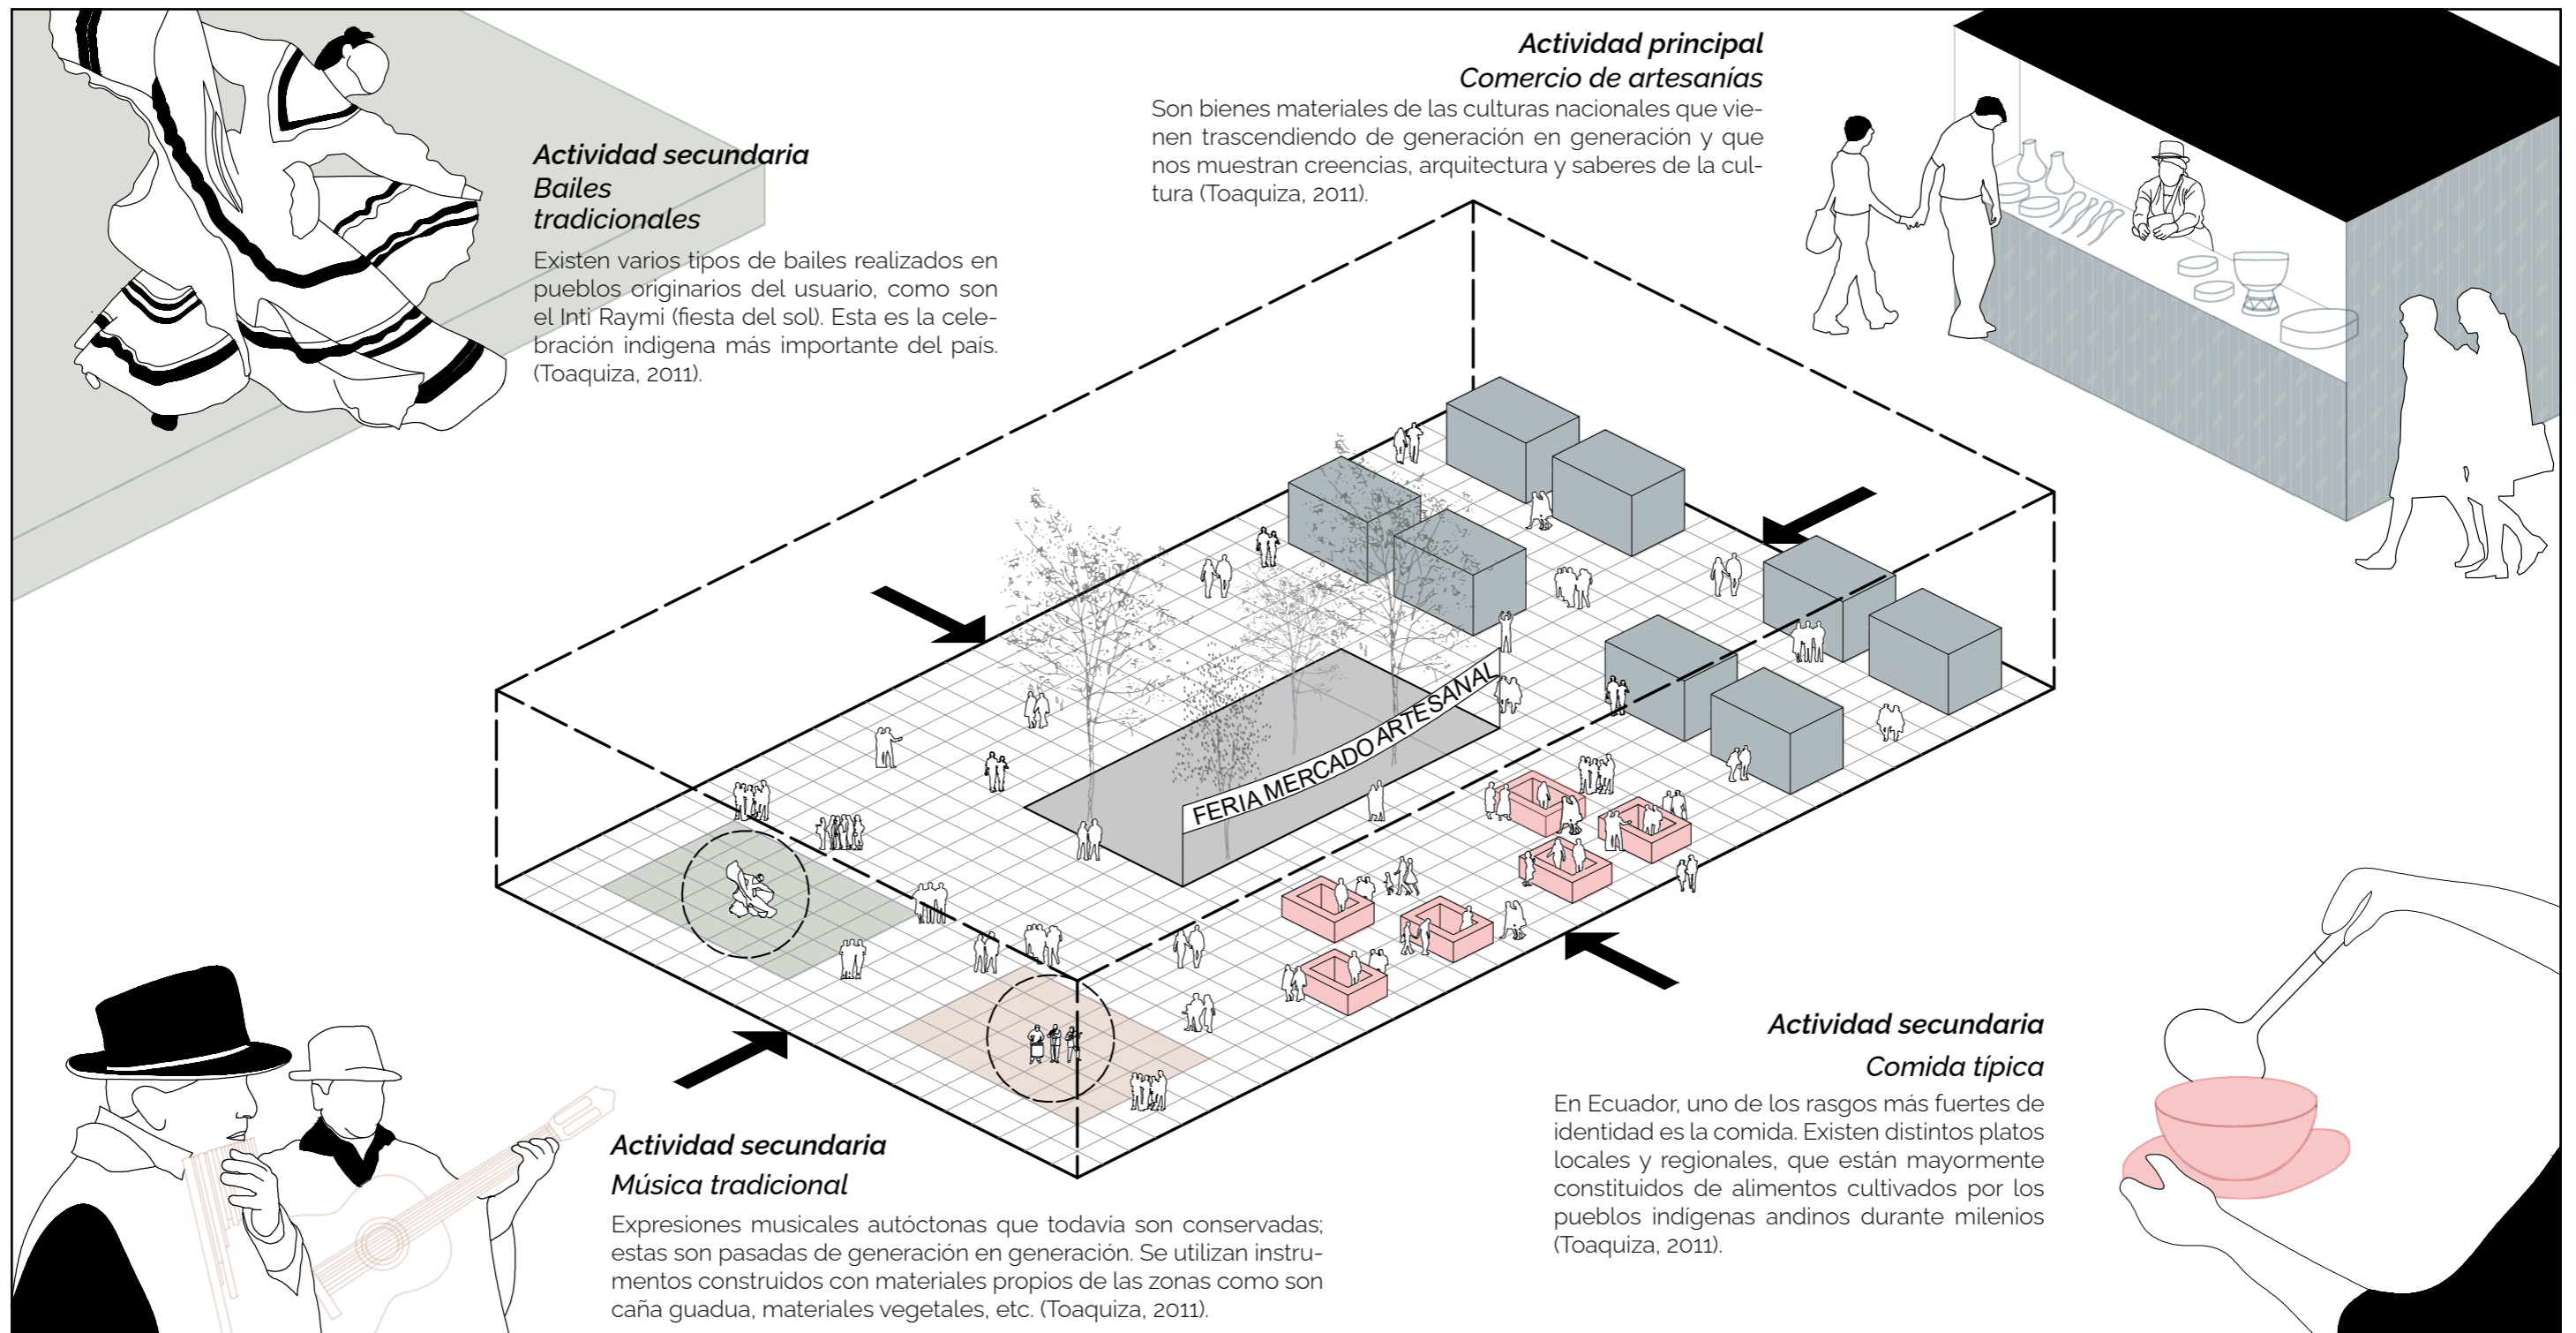 Actividad secundaria
Bailes
tradicionales
Existen varios tipos de bailes realizados en
pueblos originarios del usuario, como son
el Inti Raymi (fiesta del sol). Esta es la cele-
bración indigena más importante del país.
(Toaquiza, 2011).
Actividad principal
Comercio de artesanías
Son bienes materiales de las culturas nacionales que vie-
nen trascendiendo de generación en generación y que
nos muestran creencias, arquitectura y saberes de la cul-
tura (Toaquiza, 2011).
FERIA MERCADO ARTESANAL
Actividad secundaria
Música tradicional
Expresiones musicales autóctonas que todavía son conservadas;
estas son pasadas de generación en generación. Se utilizan instru-
mentos construidos con materiales propios de las zonas como son
caña guadua, materiales vegetales, etc. (Toaquiza, 2011).
Actividad secundaria
Comida típica
En Ecuador, uno de los rasgos más fuertes de
identidad es la comida. Existen distintos platos
locales y regionales, que están mayormente
constituidos de alimentos cultivados por los
pueblos indígenas andinos durante milenios
(Toaquiza, 2011).